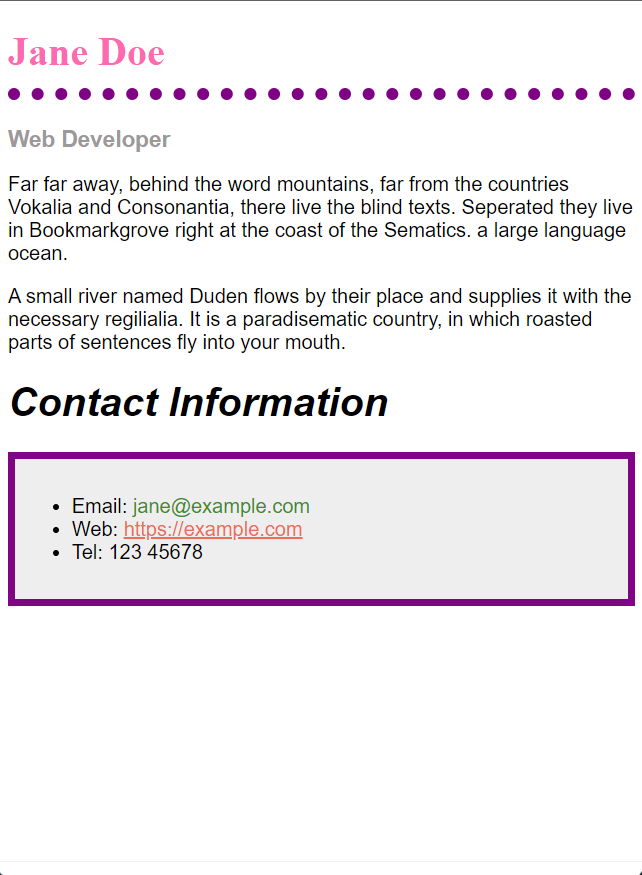 Jane Doe
Web Developer
Far far away, behind the word mountains, far from the countries
Vokalia and Consonantia, there live the blind texts. Seperated they live
in Bookmarkgrove right at the coast of the Sematics. a large language
ocean.
A small river named Duden flows by their place and supplies it with the
necessary regilialia. It is a paradisematic country, in which roasted
parts of sentences fly into your mouth.
Contact Information
Email: jane@example.com
Web: https://example.com
Tel: 123 45678